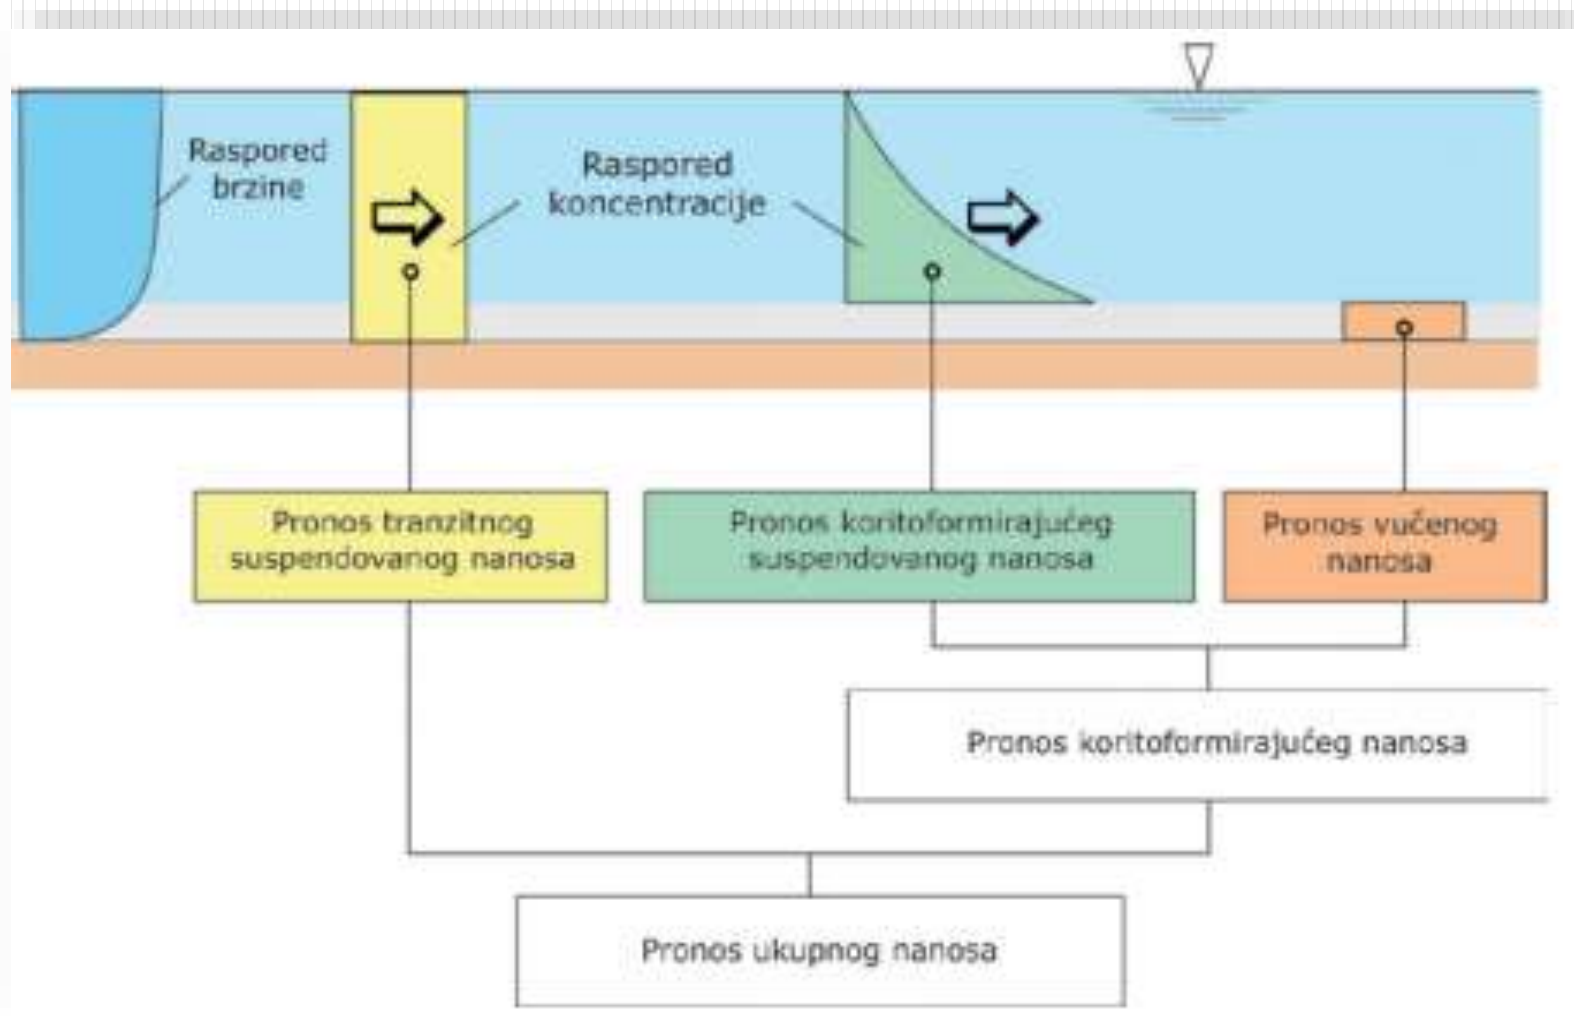 Raspored
brzine
Raspored
koncentracije
Pronos tranzitnog
suspendovanog nanosa
Pronos koritoformirajućeg
suspendovanog nanosa
Pronos vučenog
nanosa
Pronos koritoformirajućeg nanosa
Pronos ukupnog nanosa